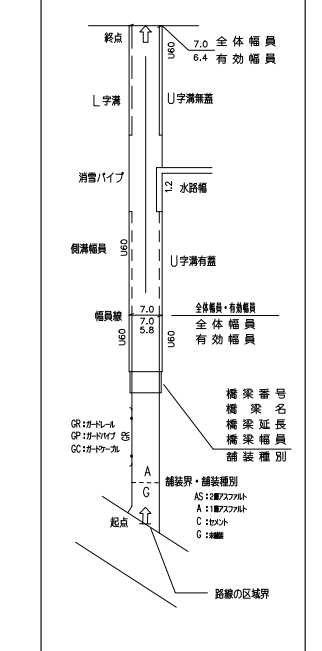 終点
U60
7.0 全体幅員
6.4 有効幅員
L字溝
U字溝無蓋
消雪パイプ
1.2
水路幅
側溝幅員
U60
U字溝有蓋
7.0
全体幅員・有効幅員
幅員線
7.0
5.8
全体幅員
有効幅員
U60
U60
橋梁番号
橋梁名
橋梁延長
橋梁幅員
舗装種別
GR:ガードレール
GP:ガードパイプ
GC:ガードケーブル
GR
A
舗装界・舗装種別
G
AS:2層アスファルト
A:1層アスファルト
C:セメント
G:未舗装
起点
路線の区域界